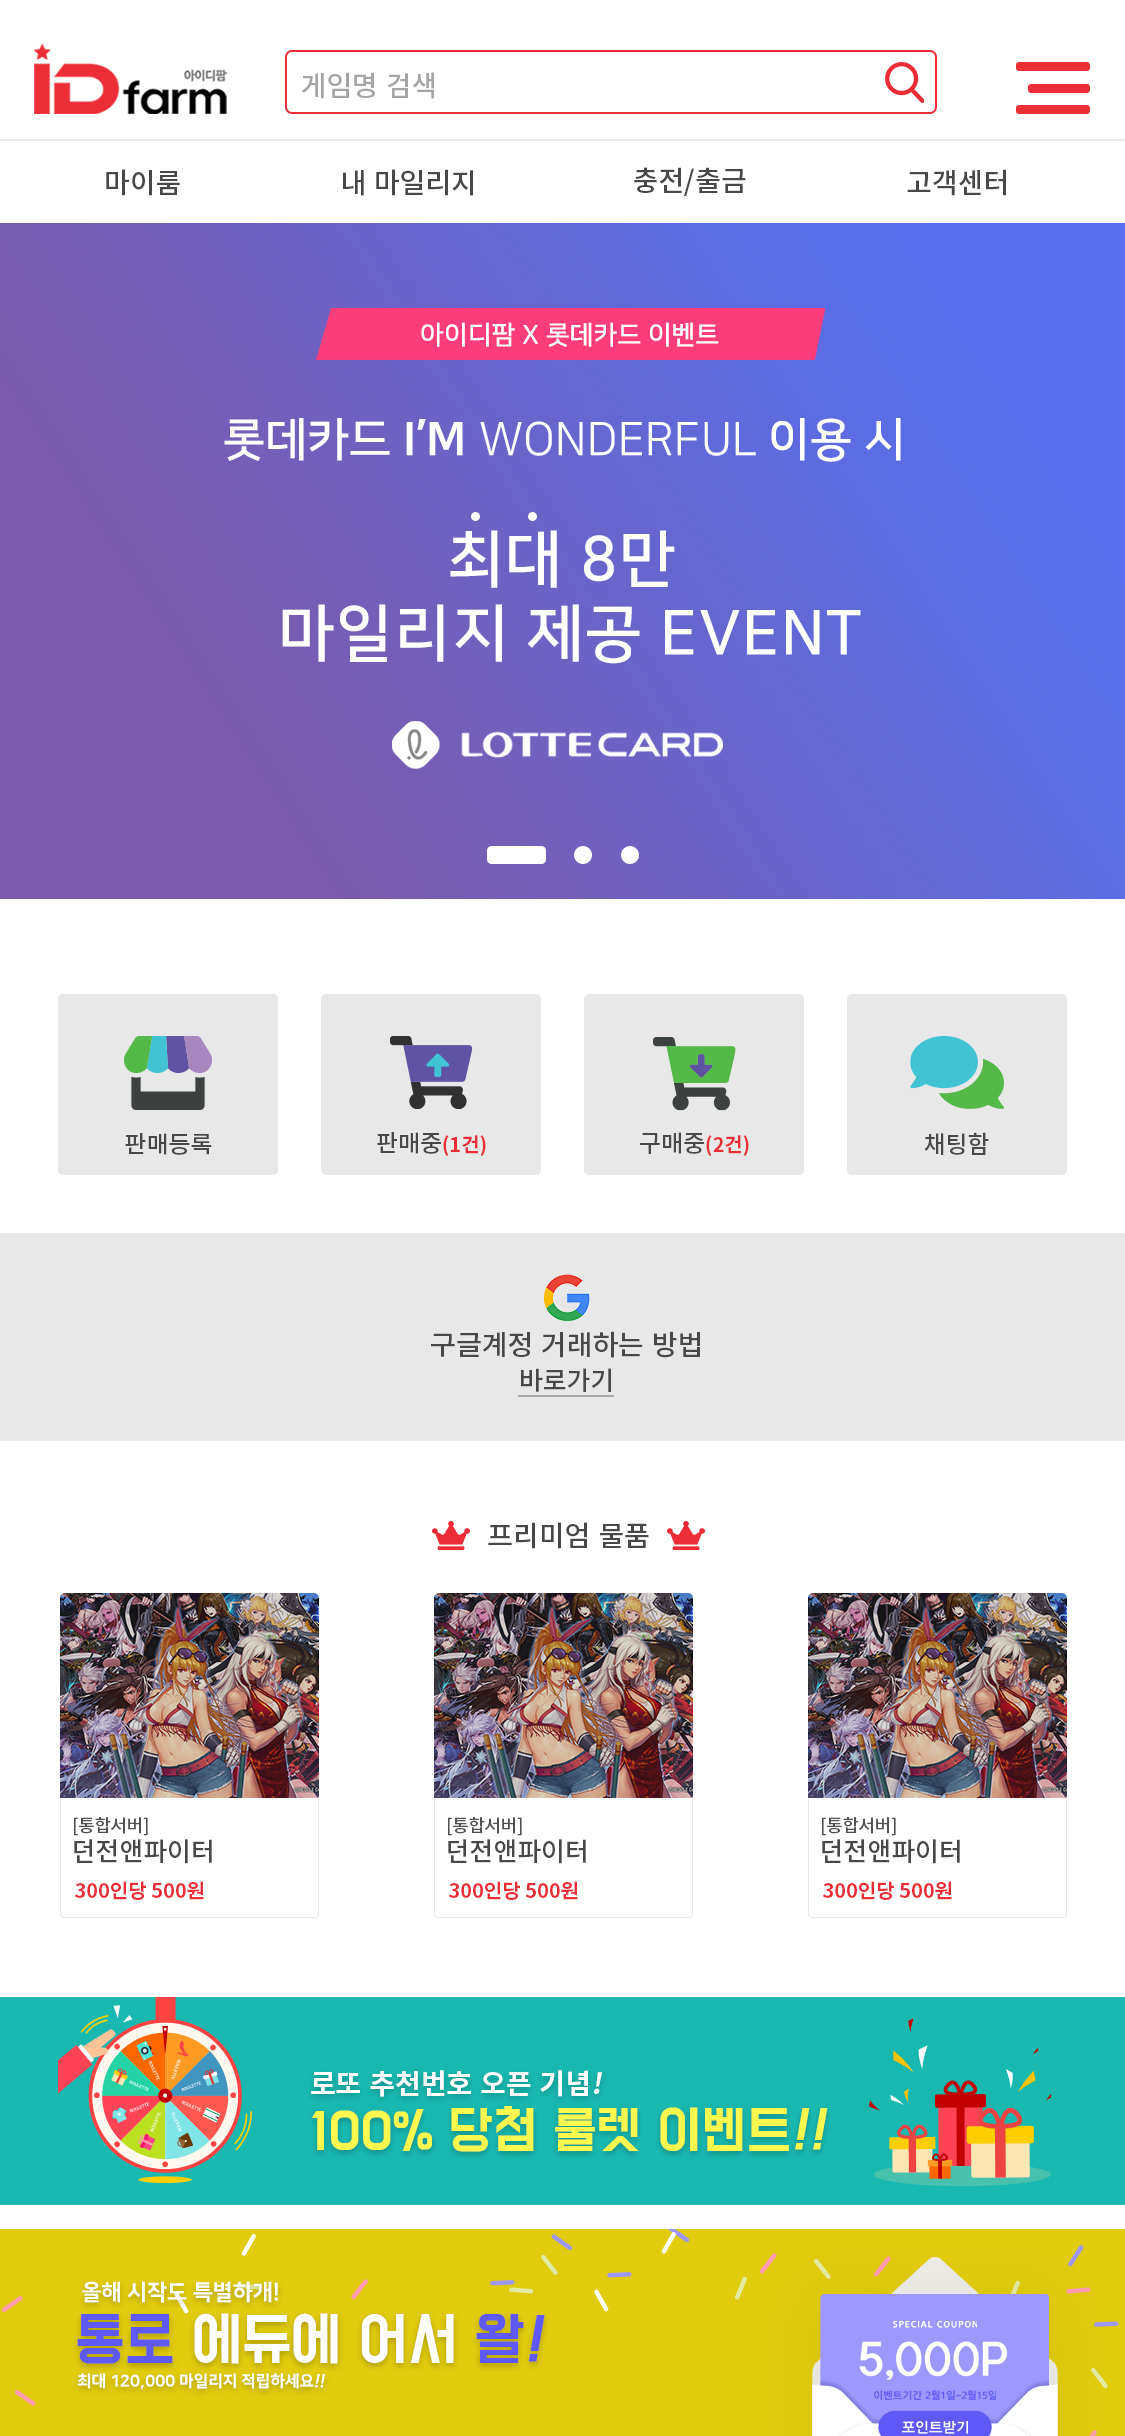 아이디팜
iDfarm
게임명 검색
마이룸
내 마일리지
충전/출금
고객센터
아이디팜 X 롯데카드 이벤트
롯데카드 I'M WONDERFUL 이용 시
최대 8만
마일리지 제공 EVENT
LOTTE CARD
판매등록
판매중(1건)
구매중(2건)
채팅함
구글계정 거래하는 방법
바로가기
프리미엄 물품
[통합서버]
던전앤파이터
300인당 500원
[통합서버]
던전앤파이터
300인당 500원
[통합서버]
던전앤파이터
300인당 500원
로또 추천번호 오픈 기념!
100% 당첨 룰렛 이벤트!!
올해 시작도 특별하개!
통로 에듀에 어서 왈!
최대 120,000 마일리지 적립하세요!!
SPECIAL COUPON
5,000P
이벤트기간 2월1일~2월15일
포인트받기